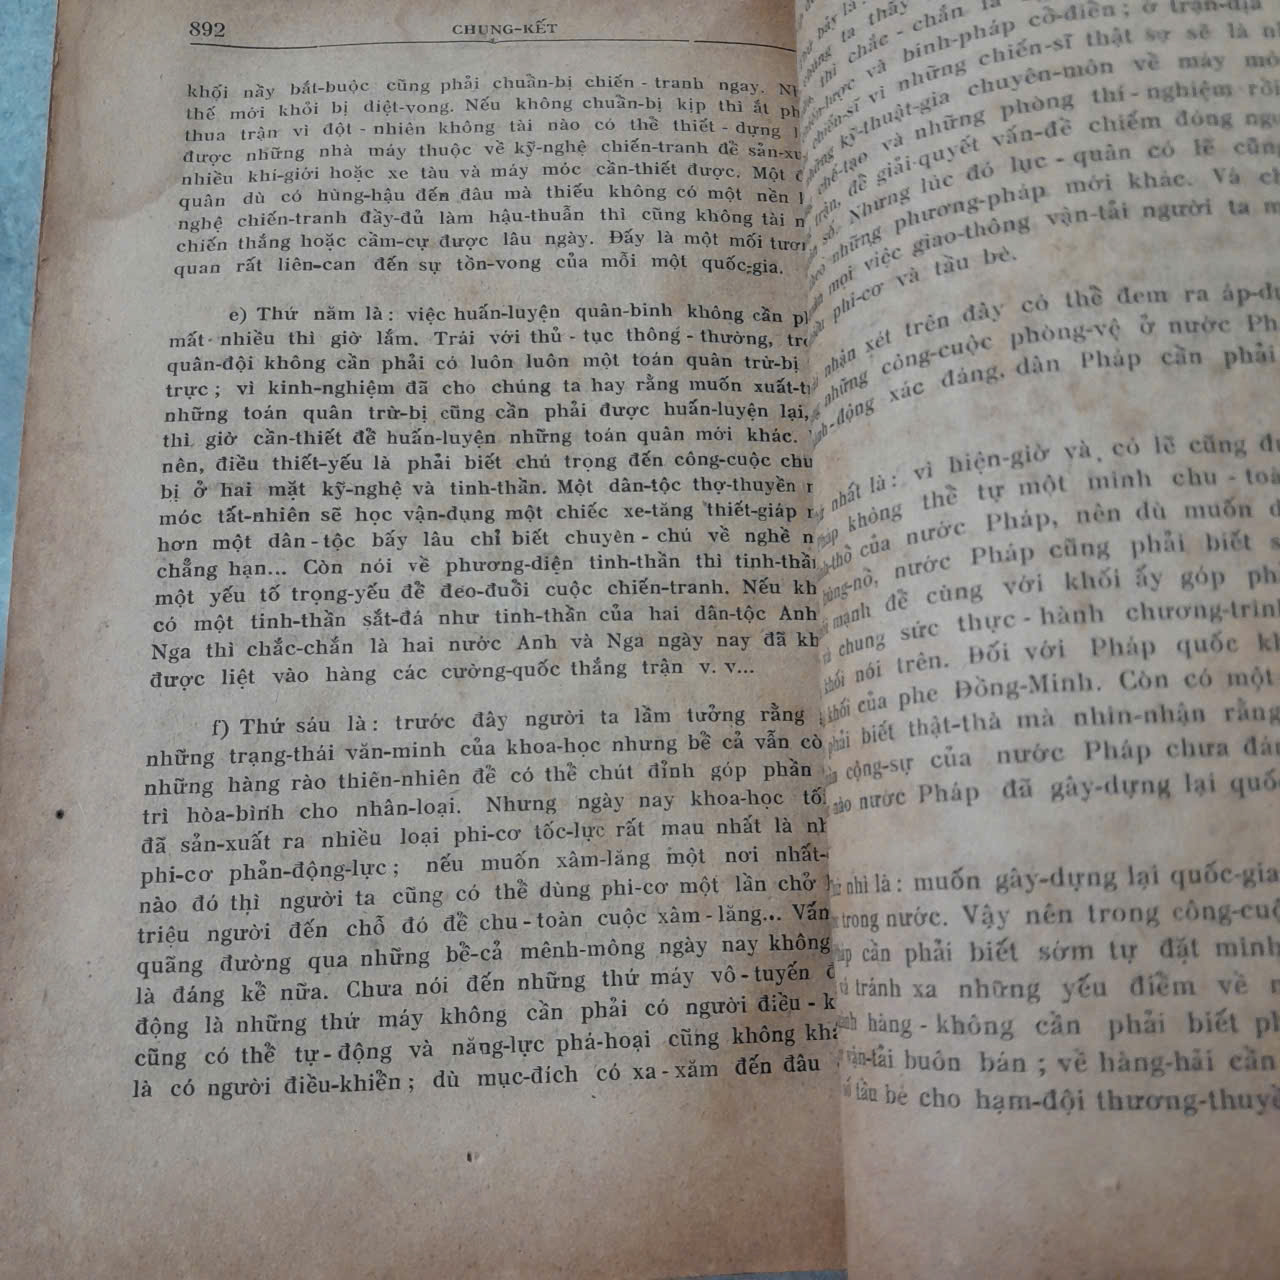 892
CHUNG-KẾT
khối nầy bắt-buộc cũng phải chuẩn-bị chiến - tranh ngay.
thế mới khỏi bị diệt-vong. Nếu không chuẩn-bị kịp thì ắt
thua trận vì đột - nhiên không tài nào có thể thiết - dựng
được những nhà máy thuộc về kỹ-nghệ chiến-tranh để
nhiều khí-giới hoặc xe tàu và máy móc cần-thiết được. Một
quân dù có hùng-hậu đến đâu mà thiếu không có một nền
nghệ chiến-tranh đầy-đủ làm hậu-thuẫn thì cũng không tài
chiến thắng hoặc cầm-cự được lâu ngày. Đấy là một mối
quan rất liên-can đến sự tồn-vong của mỗi một quốc-gia.
e) Thứ năm là : việc huấn-luyện quân-binh không cần
mất nhiều thì giờ lắm. Trái với thủ - tục thông - thường,
quân-đội không cần phải có luôn luôn một toán quân trừ-bị
trực ; vì kinh-nghiệm đã cho chúng ta hay rằng muốn
những toán quân trừ-bị cũng cần phải được huấn-luyện lại,
thì giờ cần-thiết để huấn-luyện những toán quân mới khác.
nên, điều thiết-yếu là phải biết chú trọng đến công-cuộc
bị ở hai mặt kỹ-nghệ và tinh-thần. Một dân-tộc thợ-thuyền
móc tất-nhiên sẽ học vận-dụng một chiếc xe-tăng thiết-giáp
hơn một dân - tộc bấy lâu chỉ biết chuyên - chú về nghề
chẳng hạn... Còn nói về phương-diện tinh-thần thì
một yếu tố trọng-yếu để đeo-đuổi cuộc chiến-tranh. Nếu
có một tinh-thần sắt-đá như tinh-thần của hai dân-tộc Anh
Nga thì chắc-chắn là hai nước Anh và Nga ngày nay đã
được liệt vào hàng các cường-quốc thắng trận v. v...
f) Thứ sáu là : trước đây người ta lầm tưởng rằng
những trạng-thái văn-minh của khoa-học nhưng bề cả vẫn
những hàng rào thiên-nhiên để có thể chút đỉnh góp phần
trì hòa-bình cho nhân-loại. Nhưng ngày nay khoa-học
đã sản-xuất ra nhiều loại phi-cơ tốc-lực rất mau nhất là
phi-cơ phản-động-lực ; nếu muốn xâm-lăng một nơi
nào đó thì người ta cũng có thể dùng phi-cơ một lần chở
triệu người đến chỗ đó để chu - toàn cuộc xâm - lăng... Vấn
quãng đường qua những bề-cả mênh-mông ngày nay không
là đáng kể nữa. Chưa nói đến những thứ máy vô - tuyến
động là những thứ máy không cần phải có người điều -
cũng có thể tự - động và năng-lực phá-hoại cũng không
là có người điều-khiển ; dù mục-đích có xa - xăm đến đâu
chúng ta thấy
thì chắc - chắn là
và binh-pháp cổ-điển ; ở trận-địa
vì những chiến-sĩ thật sự sẽ là
kỹ-thuật-gia chuyên-môn về máy
và những phòng thí - nghiệm rồi
để giải-quyết vấn-đề chiếm đóng
Nhưng lúc đó lục - quân có lẽ cũng
những phương-pháp mới khác. Và
mọi việc giao-thông vận-tải người ta
phi-cơ và tầu bè.
nhận xét trên đây có thể đem ra
những công-cuộc phòng-vệ ở nước
xác đáng, dân Pháp cần phải
nhất là : vì hiện-giờ và có lẽ cũng
không thể tự một mình chu -
của nước Pháp, nên dù muốn
nước Pháp cũng phải biết
mạnh để cùng với khối ấy góp
chung sức thực - hành chương-trình
khối nói trên. Đối với Pháp quốc
khối của phe Đồng-Minh. Còn có một
phải biết thật-thà mà nhìn-nhận rằng
cộng-sự của nước Pháp chưa
nào nước Pháp đã gây-dựng lại
nhì là : muốn gây-dựng lại quốc-gia
trong nước. Vậy nên trong
cần phải biết sớm tự đặt mình
tránh xa những yếu điểm về
hàng - không cần phải biết
vận-tải buôn bán ; về hàng-hải cần
tầu bè cho hạm-đội